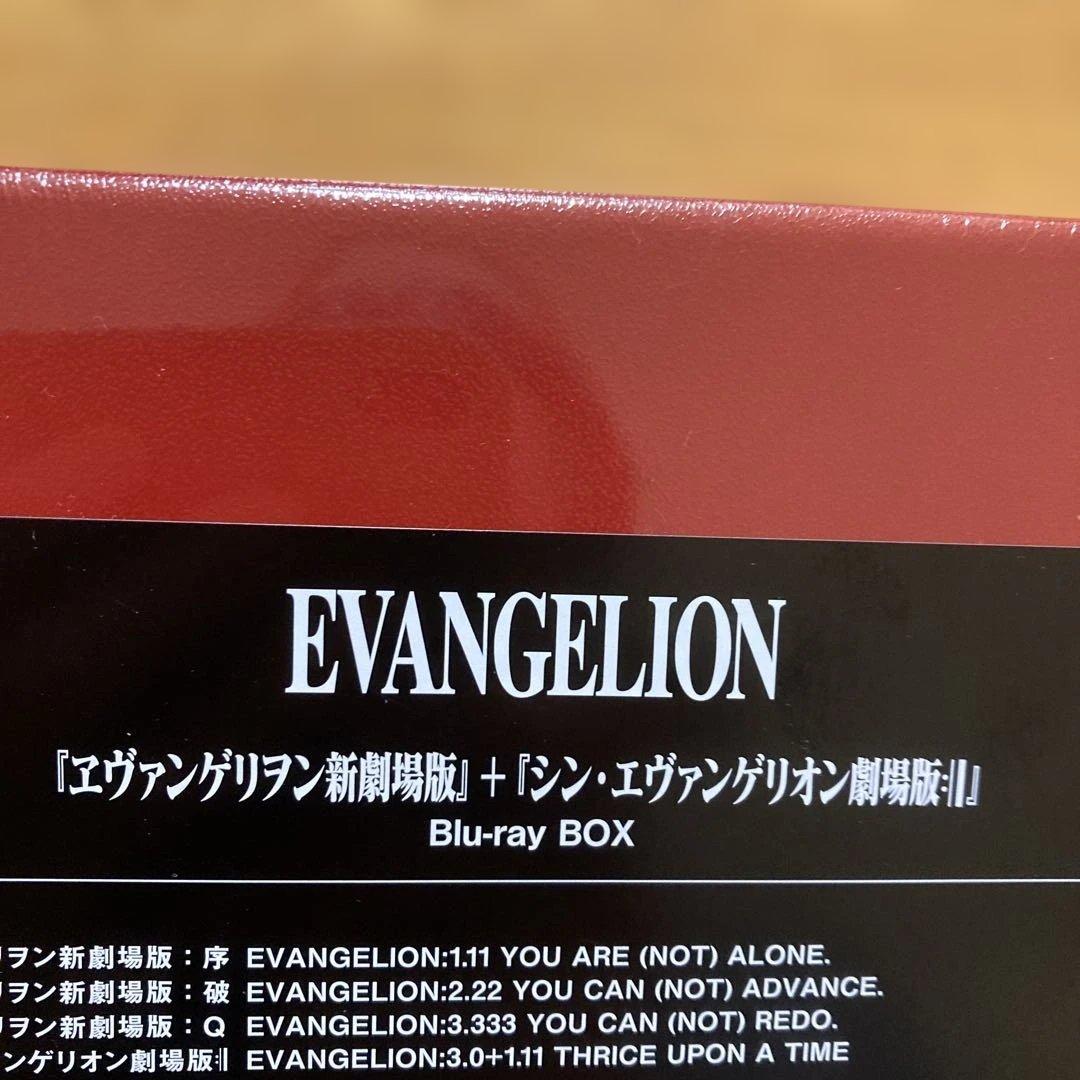 EVANGELION
『ヱヴァンゲリヲン新劇場版』+『シン・エヴァンゲリオン劇場版𝄇』
Blu-ray BOX
リヲン新劇場版：序 EVANGELION:1.11 YOU ARE (NOT) ALONE.
リヲン新劇場版：破 EVANGELION:2.22 YOU CAN (NOT) ADVANCE.
リヲン新劇場版：Q EVANGELION:3.333 YOU CAN (NOT) REDO.
ンゲリオン劇場版𝄇 EVANGELION:3.0+1.11 THRICE UPON A TIME